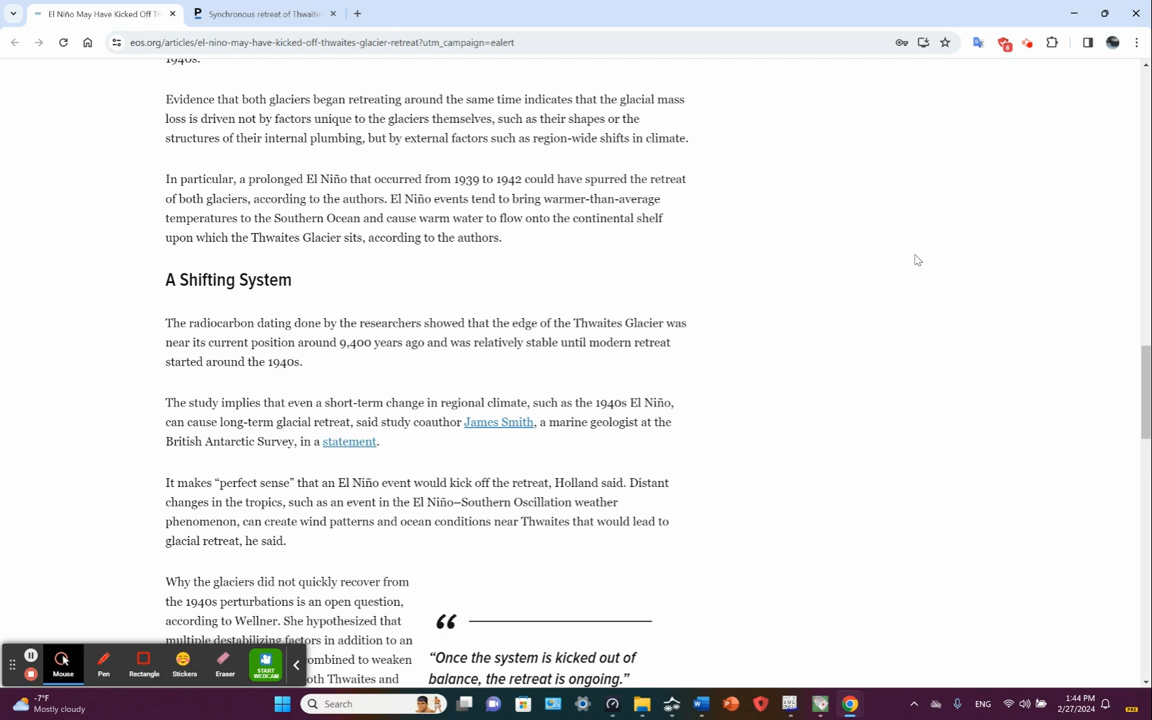 El Niño May Have Kicked Off Th
Synchronous retreat of Thwaite
eos.org/articles/el-nino-may-have-kicked-off-thwaites-glacier-retreat?utm_campaign=ealert
1940s.
Evidence that both glaciers began retreating around the same time indicates that the glacial mass
loss is driven not by factors unique to the glaciers themselves, such as their shapes or the
structures of their internal plumbing, but by external factors such as region-wide shifts in climate.
In particular, a prolonged El Niño that occurred from 1939 to 1942 could have spurred the retreat
of both glaciers, according to the authors. El Niño events tend to bring warmer-than-average
temperatures to the Southern Ocean and cause warm water to flow onto the continental shelf
upon which the Thwaites Glacier sits, according to the authors.
A Shifting System
The radiocarbon dating done by the researchers showed that the edge of the Thwaites Glacier was
near its current position around 9,400 years ago and was relatively stable until modern retreat
started around the 1940s.
The study implies that even a short-term change in regional climate, such as the 1940s El Niño,
can cause long-term glacial retreat, said study coauthor James Smith, a marine geologist at the
British Antarctic Survey, in a statement.
It makes “perfect sense” that an El Niño event would kick off the retreat, Holland said. Distant
changes in the tropics, such as an event in the El Niño–Southern Oscillation weather
phenomenon, can create wind patterns and ocean conditions near Thwaites that would lead to
glacial retreat, he said.
Why the glaciers did not quickly recover from
the 1940s perturbations is an open question,
according to Wellner. She hypothesized that
multiple destabilizing factors in addition to an
ombined to weaken
oth Thwaites and
“Once the system is kicked out of
balance, the retreat is ongoing.”
Mouse
Pen
Rectangle
Stickers
Eraser
START
WEBCAM
-7°F
Mostly cloudy
Search
ENG
1:44 PM
2/27/2024